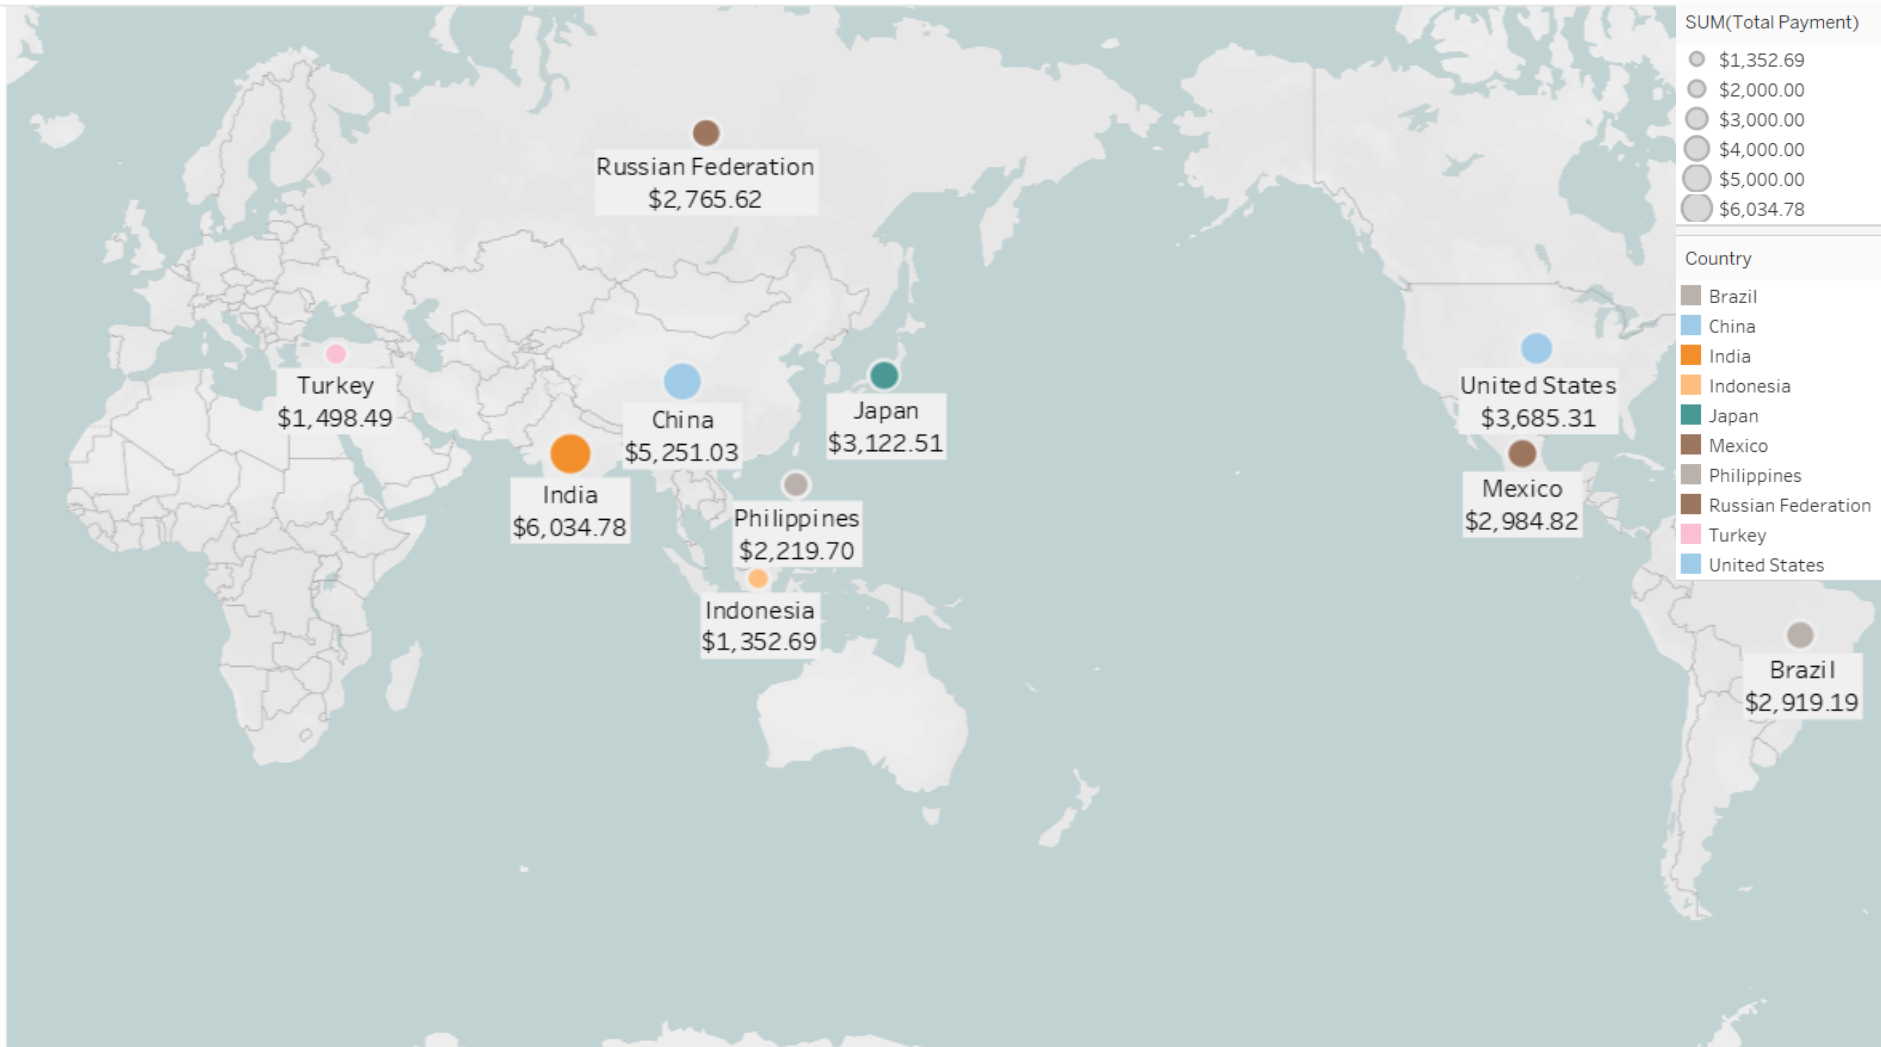 Russian Federation
$2,765.62
Turkey
$1,498.49
China
$5,251.03
Japan
$3,122.51
India
$6,034.78
Philippines
$2,219.70
Indonesia
$1,352.69
United States
$3,685.31
Mexico
$2,984.82
Brazil
$2,919.19
SUM(Total Payment)
$1,352.69
$2,000.00
$3,000.00
$4,000.00
$5,000.00
$6,034.78
Country
Brazil
China
India
Indonesia
Japan
Mexico
Philippines
Russian Federation
Turkey
United States